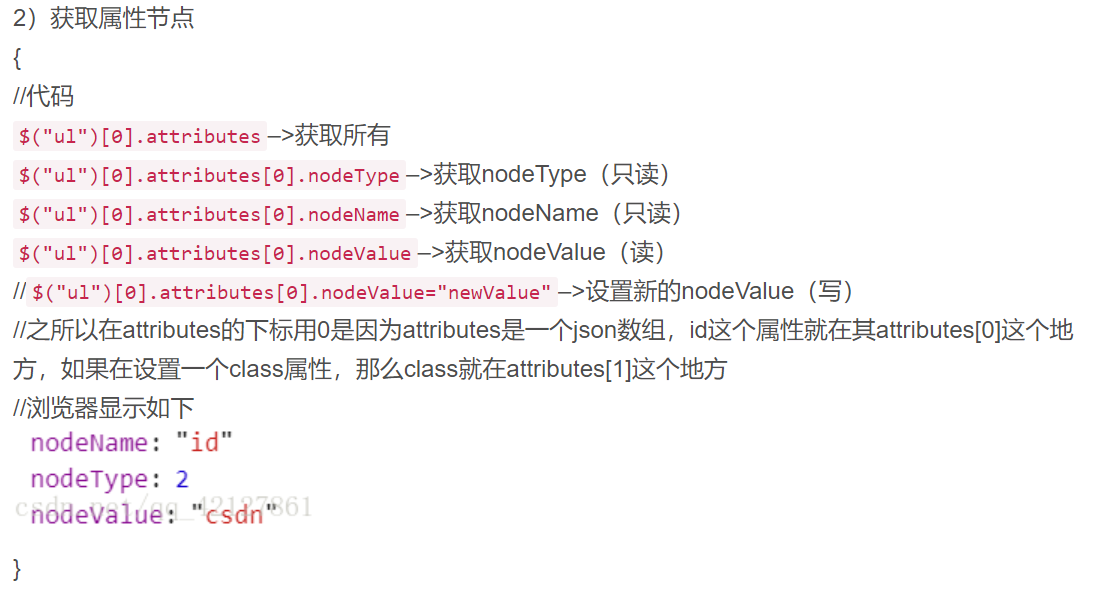 2）获取属性节点
{
//代码
$("ul")[0].attributes–>获取所有
$("ul")[0].attributes[0].nodeType–>获取nodeType（只读）
$("ul")[0].attributes[0].nodeName–>获取nodeName（只读）
$("ul")[0].attributes[0].nodeValue–>获取nodeValue（读）
//$("ul")[0].attributes[0].nodeValue="newValue"–>设置新的nodeValue（写）
//之所以在attributes的下标用0是因为attributes是一个json数组，id这个属性就在其attributes[0]这个地
方，如果在设置一个class属性，那么class就在attributes[1]这个地方
//浏览器显示如下
nodeName: "id"
nodeType: 2
csdn.net/qq_42127861
nodeValue: "csdn"
}